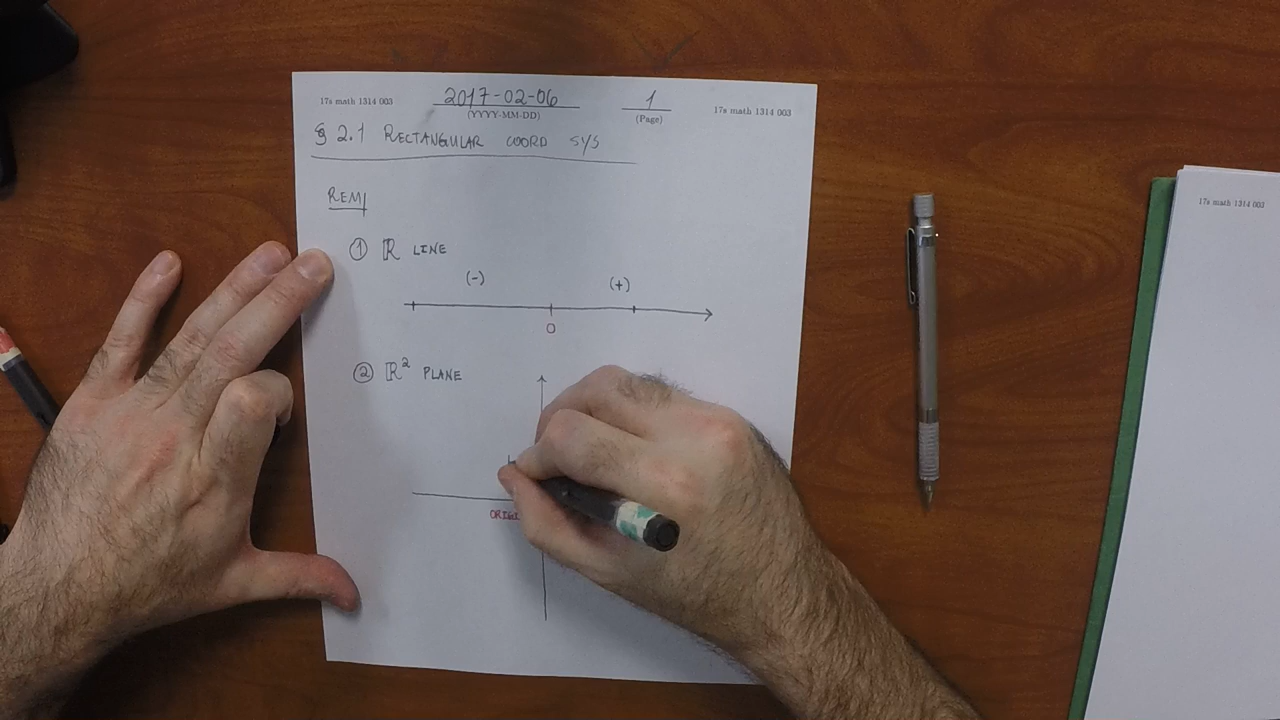 17s math 1314 003 2017-02-06 1 17s math 1314 003
(YYYY-MM-DD) (Page)
§ 2.1 RECTANGULAR COORD SYS
REM
① ℝ LINE
(-) (+)
0
② ℝ² PLANE
ORIGI
17s math 1314 003